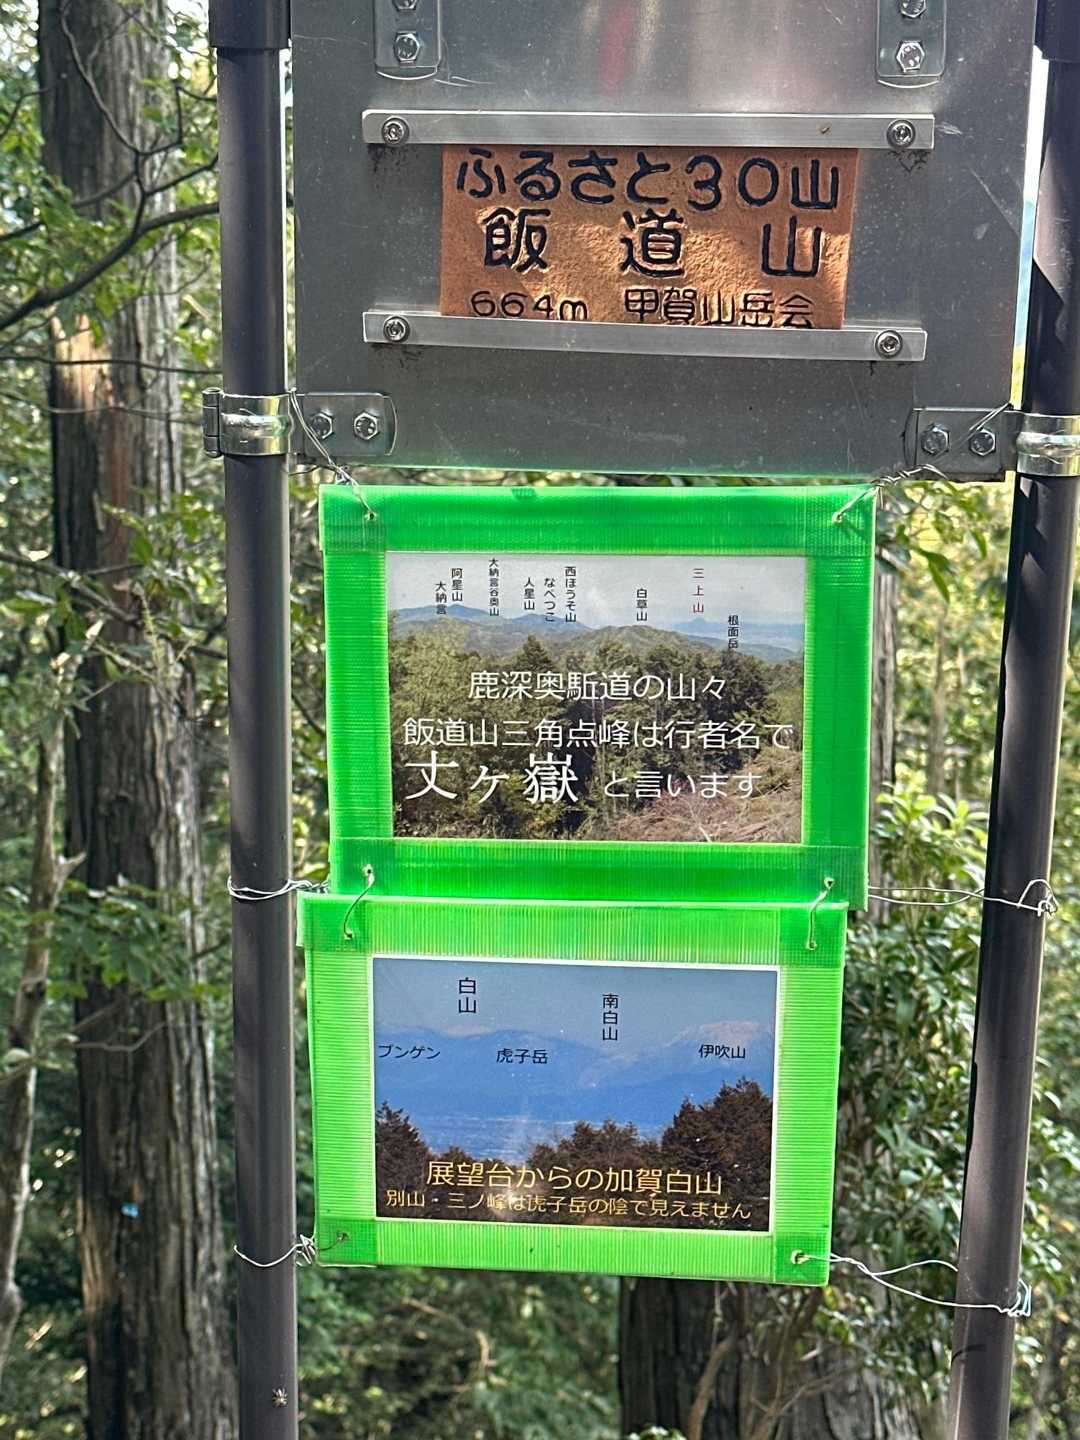 ふるさと30山
飯道山
664m 甲賀山岳会
大納言
阿星山
大納言谷奥山
人星山
なべつこ
西ほうそ山
白草山
三上山
根面岳
鹿深奥駈道の山々
飯道山三角点峰は行者名で
丈ヶ嶽 と言います
白山
南白山
ブンゲン
虎子岳
伊吹山
展望台からの加賀白山
別山・三ノ峰は虎子岳の陰で見えません